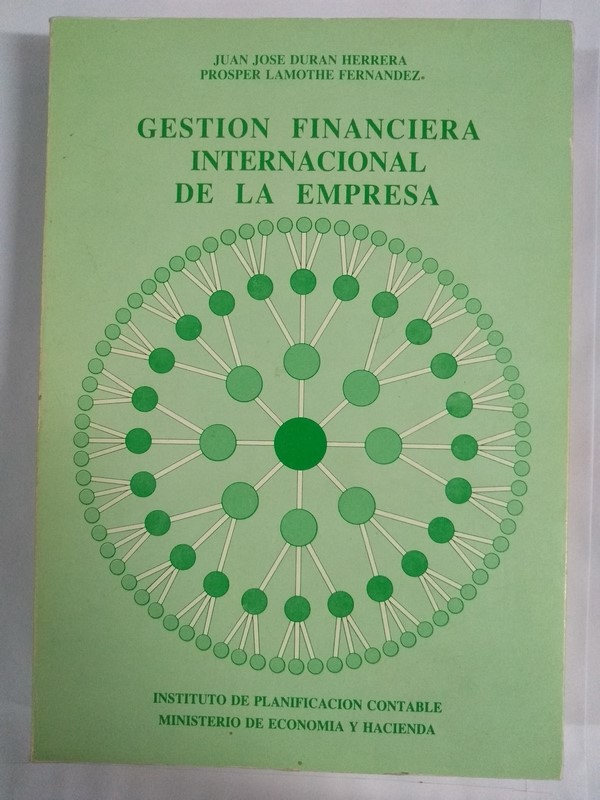 JUAN JOSE DURAN HERRERA
PROSPER LAMOTHE FERNANDEZ
GESTION FINANCIERA
INTERNACIONAL
DE LA EMPRESA
INSTITUTO DE PLANIFICACION CONTABLE
MINISTERIO DE ECONOMIA Y HACIENDA